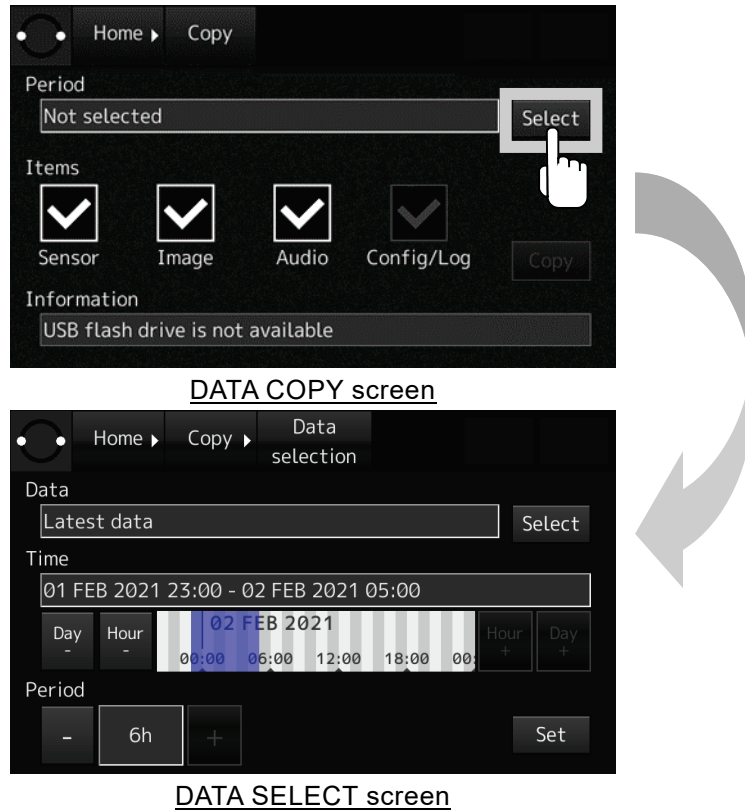 Home Copy
Period
Not selected
Select
Items
Sensor Image Audio Config/Log
Copy
Information
USB flash drive is not available
DATA COPY screen
Home Copy Data selection
Data
Latest data
Select
Time
01 FEB 2021 23:00 - 02 FEB 2021 05:00
Day - Hour - 02 FEB 2021 Hour + Day +
00:00 06:00 12:00 18:00 00:
Period
- 6h + Set
DATA SELECT screen